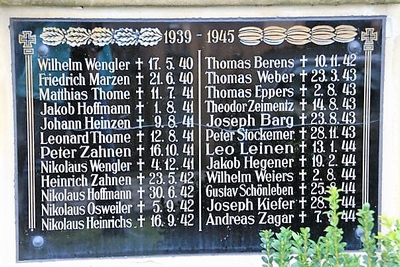 1939 - 1945
Wilhelm Wengler ✝ 17. 5. 40
Friedrich Marzen ✝ 21. 6. 40
Matthias Thome ✝ 11. 7. 41
Jakob Hoffmann ✝ 1. 8. 41
Johann Heinzen ✝ 9. 8. 41
Leonard Thome ✝ 12. 8. 41
Peter Zahnen ✝ 16. 10. 41
Nikolaus Wengler ✝ 4. 12. 41
Heinrich Zahnen ✝ 23. 5. 42
Nikolaus Hoffmann ✝ 30. 6. 42
Nikolaus Osweiler ✝ 5. 9. 42
Nikolaus Heinrichs ✝ 16. 9. 42
Thomas Berens ✝ 10. 11. 42
Thomas Weber ✝ 23. 3. 43
Thomas Eppers ✝ 2. 8. 43
Theodor Zeimentz ✝ 14. 8. 43
Joseph Barg ✝ 23. 8. 43
Peter Stockemer ✝ 28. 11. 43
Leo Leinen ✝ 13. 1. 44
Jakob Hegener ✝ 19. 2. 44
Wilhelm Weiers ✝ 2. 8. 44
Gustav Schönleben ✝ 44
Joseph Kiefer ✝ 28. 44
Andreas Zagar ✝ 7. 44